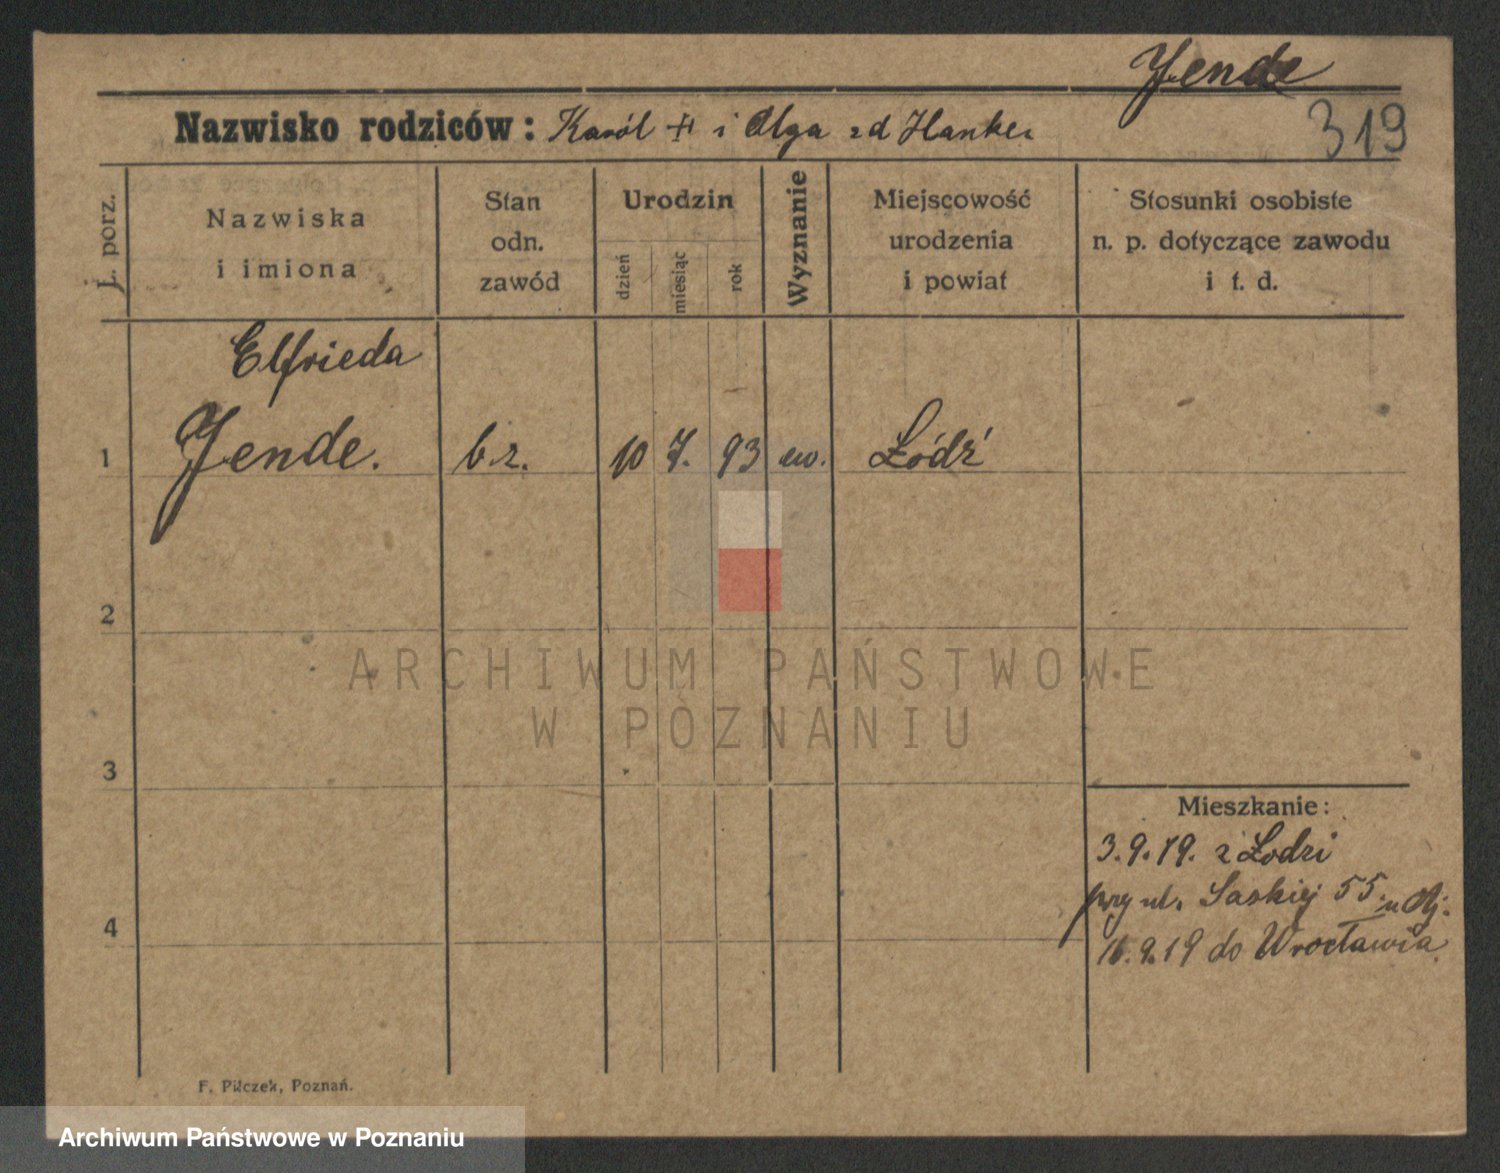 Jende
Nazwisko rodziców: Karól + i Olga zd Hanke
319
L. porz.
Nazwiska
i imiona
Stan
odn.
zawód
Urodzin
dzień
miesiąc
rok
Wyznanie
Miejscowość
urodzenia
i powiat
Stosunki osobiste
n. p. dotyczące zawodu
i t. d.
Elfrieda
1 Jende. b.z. 10 7. 93 ew. Łódź
2
ARCHIWUM PAŃSTWOWE
W POZNANIU
3
Mieszkanie:
3.9.19. z Łodzi
przy ul. Saskiej 55 u
4
16.9.19 do Wrocławia.
F. Pilczek, Poznań.
Archiwum Państwowe w Poznaniu